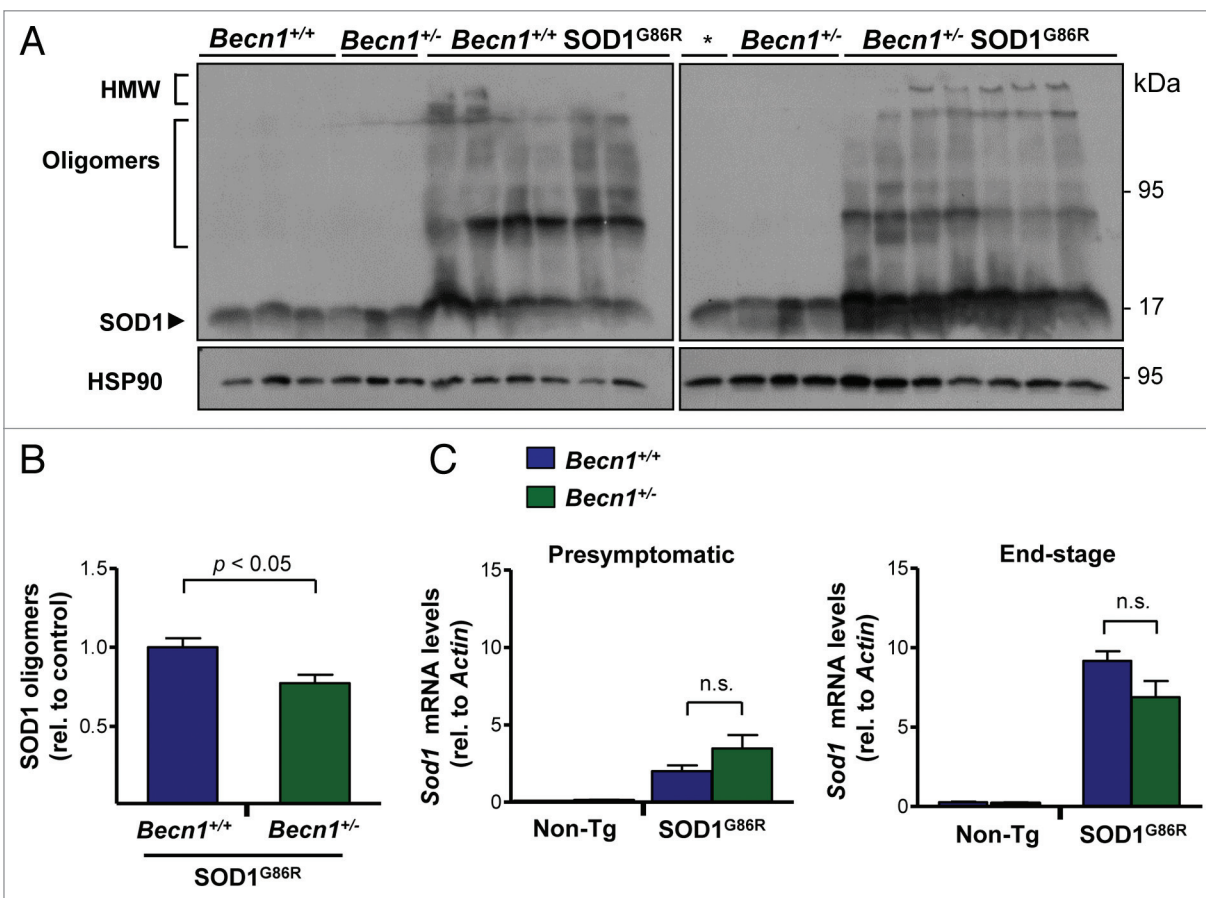 A
Becn1+/+ Becn1+/- Becn1+/+ SOD1G86R * Becn1+/- Becn1+/- SOD1G86R
HMW
kDa
Oligomers
- 95
SOD1
- 17
HSP90
- 95
B
C
Becn1+/+
Becn1+/-
SOD1 oligomers
(rel. to control)
1.5
1.0
0.5
p < 0.05
Becn1+/+ Becn1+/-
SOD1G86R
Presymptomatic
Sod1 mRNA levels
(rel. to Actin)
15
10
5
0
n.s.
Non-Tg SOD1G86R
End-stage
Sod1 mRNA levels
(rel. to Actin)
15
10
5
0
n.s.
Non-Tg SOD1G86R